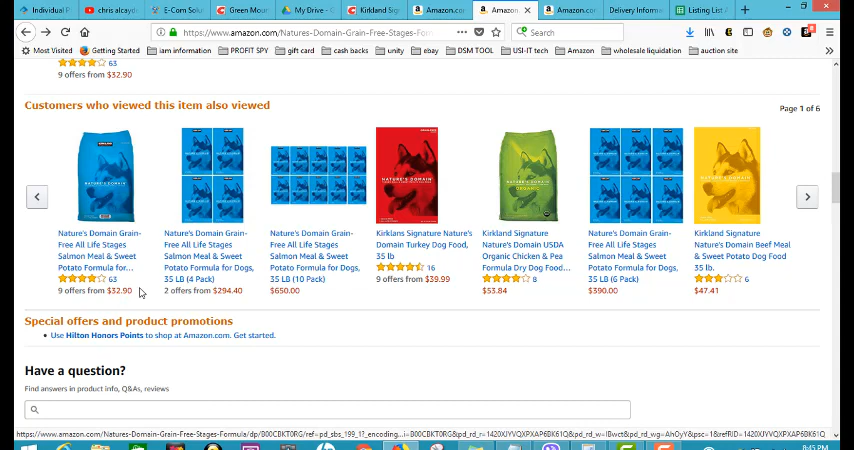 Individual P
chris alcayde
E-Com Solu
Green Moun
My Drive - G
Kirkland Sig
Amazon.co
Amazon.
Amazon.co
Delivery Inform
Listing List
https://www.amazon.com/Natures-Domain-Grain-Free-Stages-Form
Search
Most Visited Getting Started iam information PROFIT SPY gift card cash backs unity ebay DSM TOOL USI-IT tech Amazon wholesale liquidation auction site
63
9 offers from $32.90
Customers who viewed this item also viewed
Page 1 of 6
Nature's Domain Grain-
Free All Life Stages
Salmon Meal & Sweet
Potato Formula for...
63
9 offers from $32.90
Nature's Domain Grain-
Free All Life Stages
Salmon Meal & Sweet
Potato Formula for Dogs,
35 LB (4 Pack)
2 offers from $294.40
Nature's Domain Grain-
Free All Life Stages
Salmon Meal & Sweet
Potato Formula for Dogs,
35 LB (10 Pack)
$650.00
NATURE'S DOMAIN
Kirklans Signature Nature's
Domain Turkey Dog Food,
35 lb
16
9 offers from $39.99
NATURE'S DOMAIN
ORGANIC
Kirkland Signature
Nature's Domain USDA
Organic Chicken & Pea
Formula Dry Dog Food...
8
$53.84
Nature's Domain Grain-
Free All Life Stages
Salmon Meal & Sweet
Potato Formula for Dogs,
35 LB (6 Pack)
$390.00
NATURE'S DOMAIN
Kirkland Signature
Nature's Domain Beef Meal
& Sweet Potato Dog Food
35 lb.
6
$47.41
Special offers and product promotions
Use Hilton Honors Points to shop at Amazon.com. Get started.
Have a question?
Find answers in product info, Q&As, reviews
8:45 PM